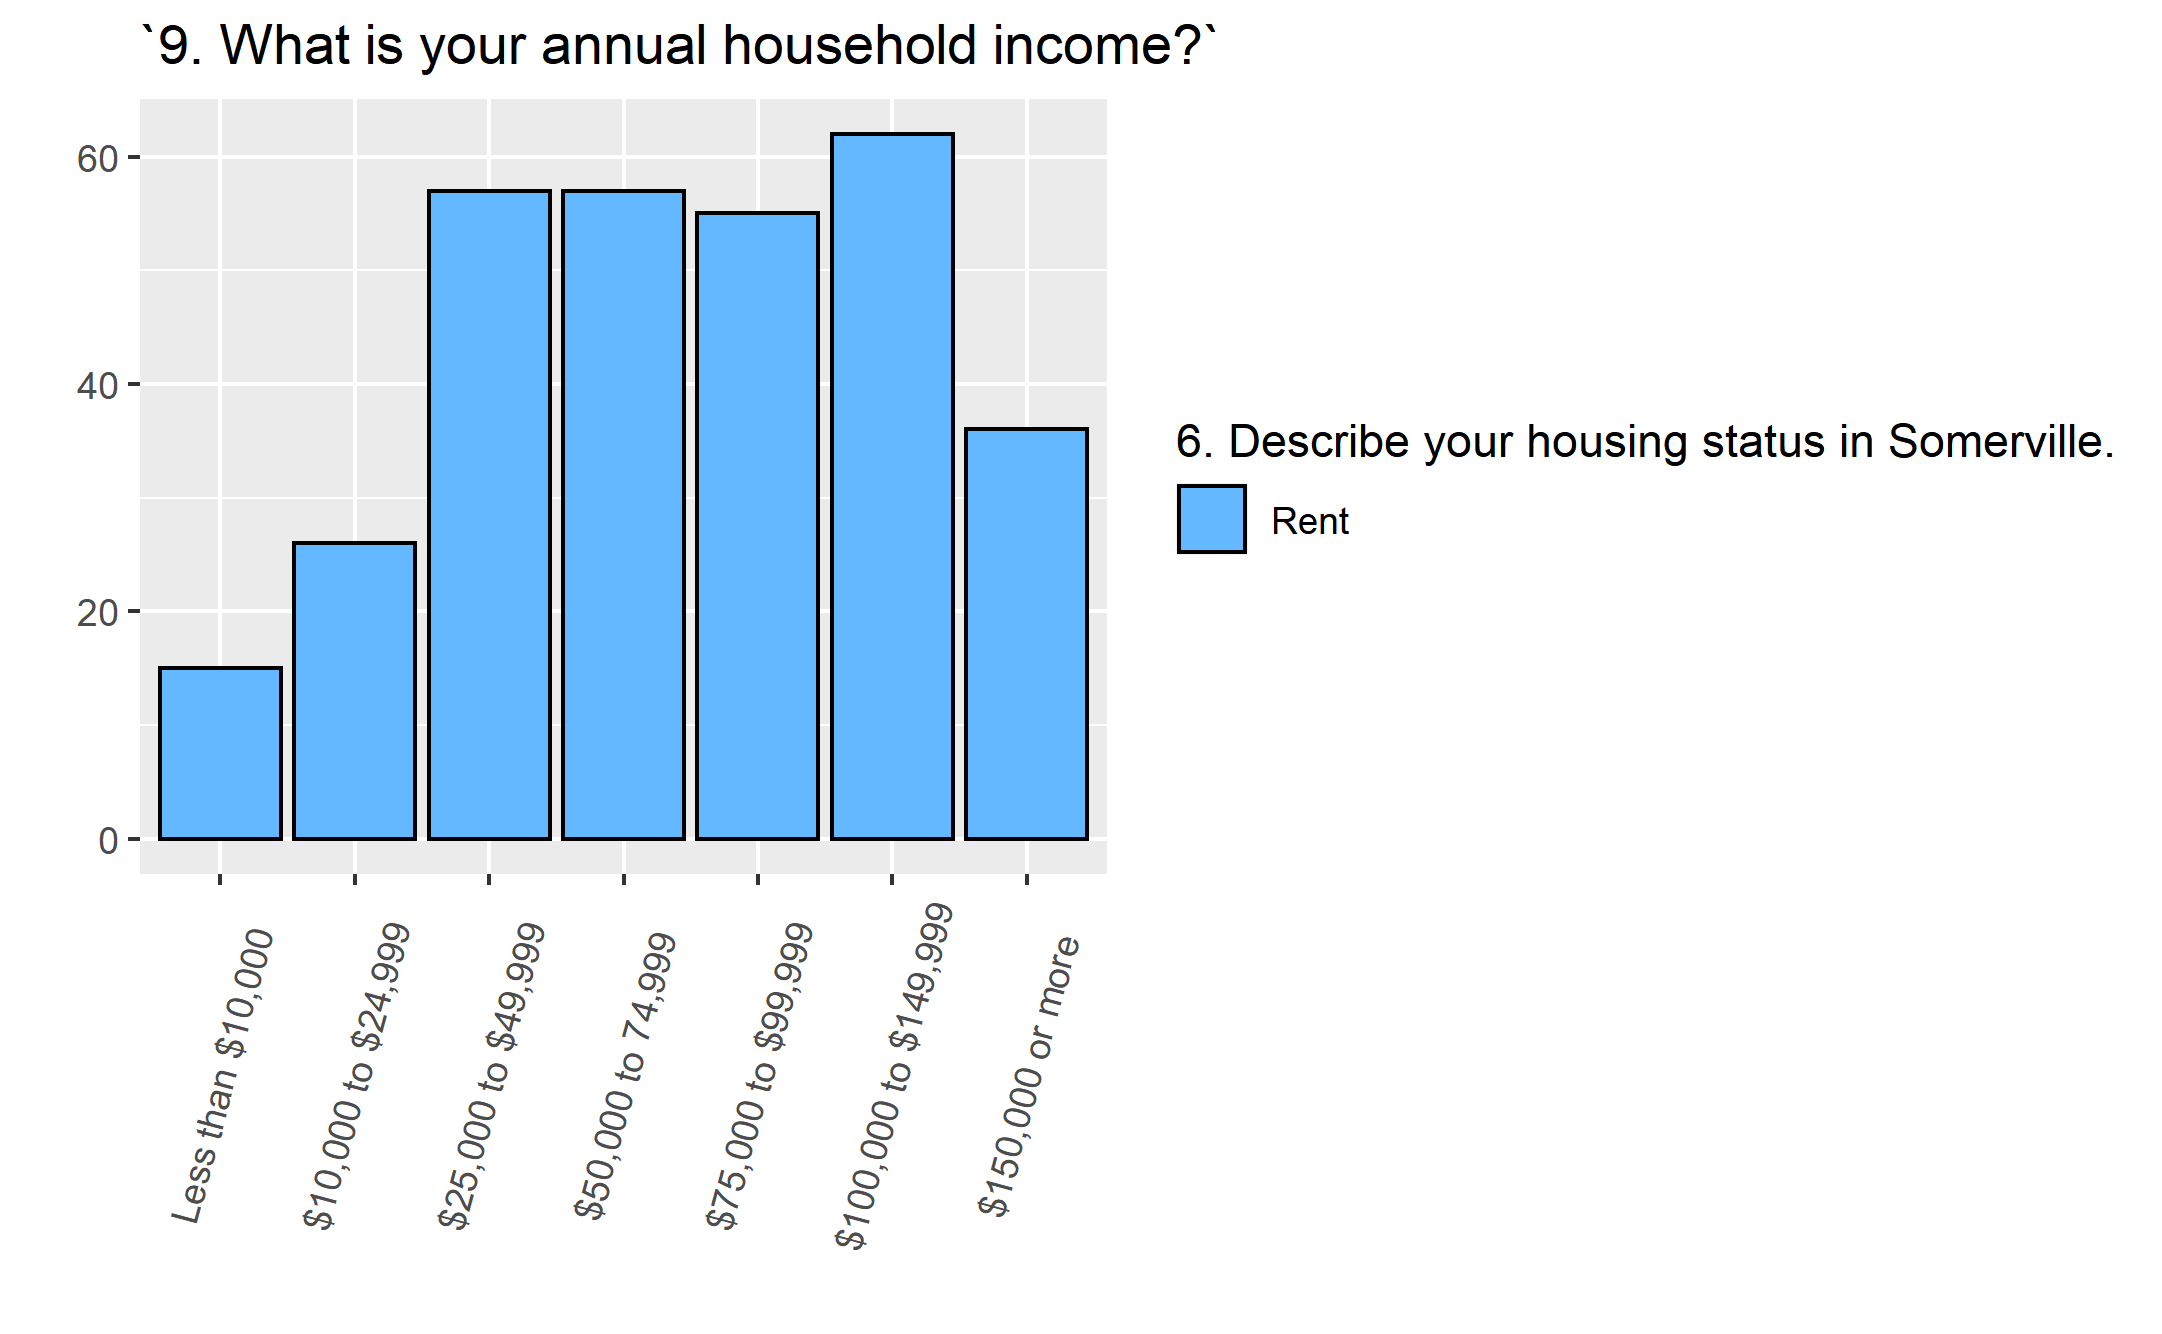 `9. What is your annual household income?`
60
40
20
0
Less than $10,000
$10,000 to $24,999
$25,000 to $49,999
$50,000 to 74,999
$75,000 to $99,999
$100,000 to $149,999
$150,000 or more
6. Describe your housing status in Somerville.
Rent